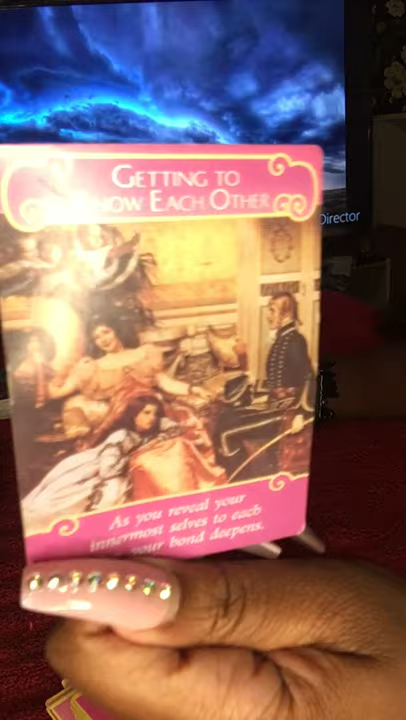 GETTING TO
KNOW EACH OTHER
Director
As you reveal your
innermost selves to each
your bond deepens.